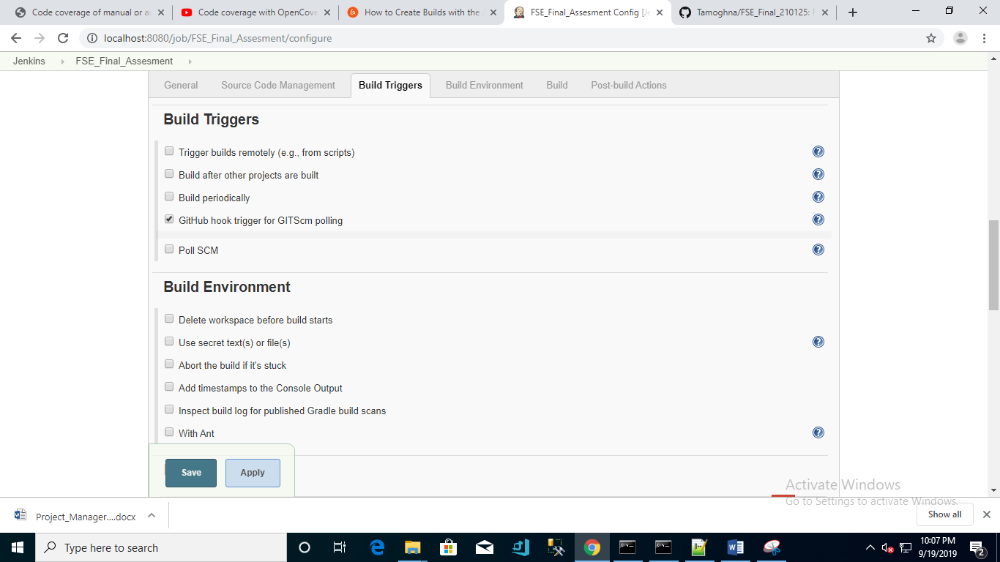 Code coverage of manual or au
Code coverage with OpenCove
How to Create Builds with the
FSE_Final_Assesment Config [Je
Tamoghna/FSE_Final_210125: F
localhost:8080/job/FSE_Final_Assesment/configure
Jenkins
FSE_Final_Assesment
General Source Code Management Build Triggers Build Environment Build Post-build Actions
Build Triggers
Trigger builds remotely (e.g., from scripts)
Build after other projects are built
Build periodically
GitHub hook trigger for GITScm polling
Poll SCM
Build Environment
Delete workspace before build starts
Use secret text(s) or file(s)
Abort the build if it's stuck
Add timestamps to the Console Output
Inspect build log for published Gradle build scans
With Ant
Save Apply
Activate Windows
Go to Settings to activate Windows.
Project_Manager....docx
Show all
Type here to search
10:07 PM
9/19/2019
2